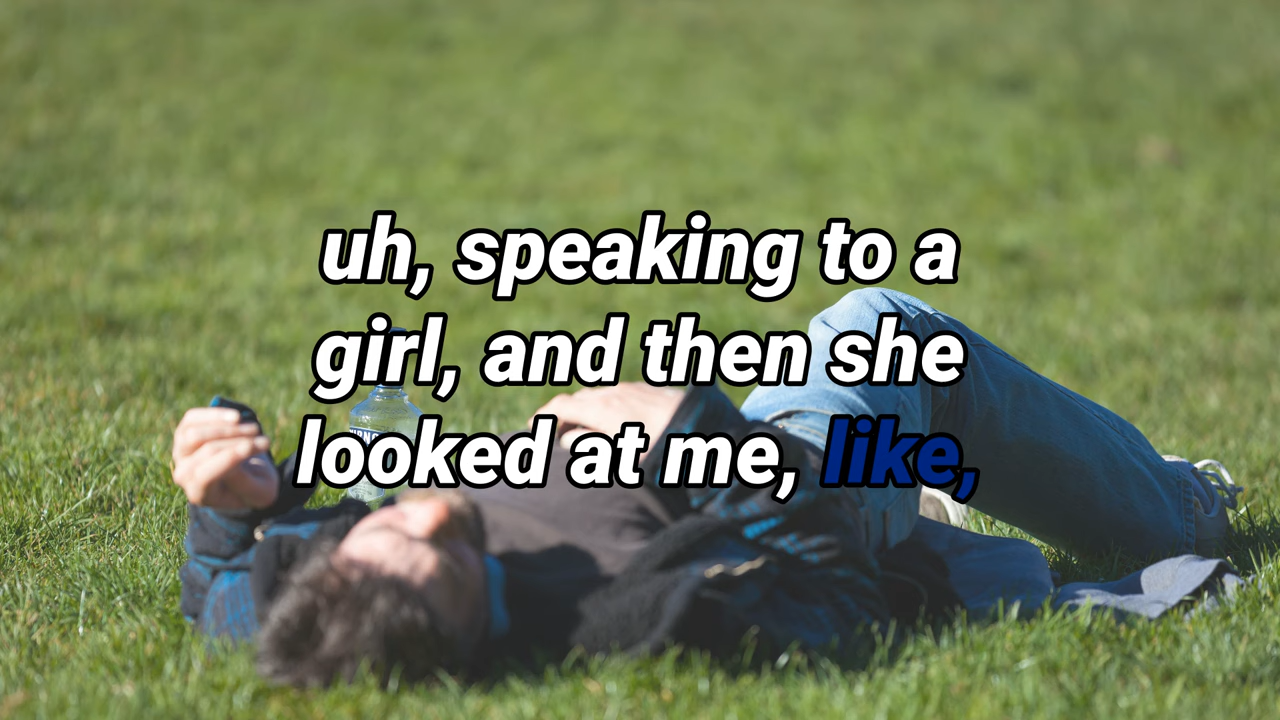 uh, speaking to a
girl, and then she
looked at me, like,